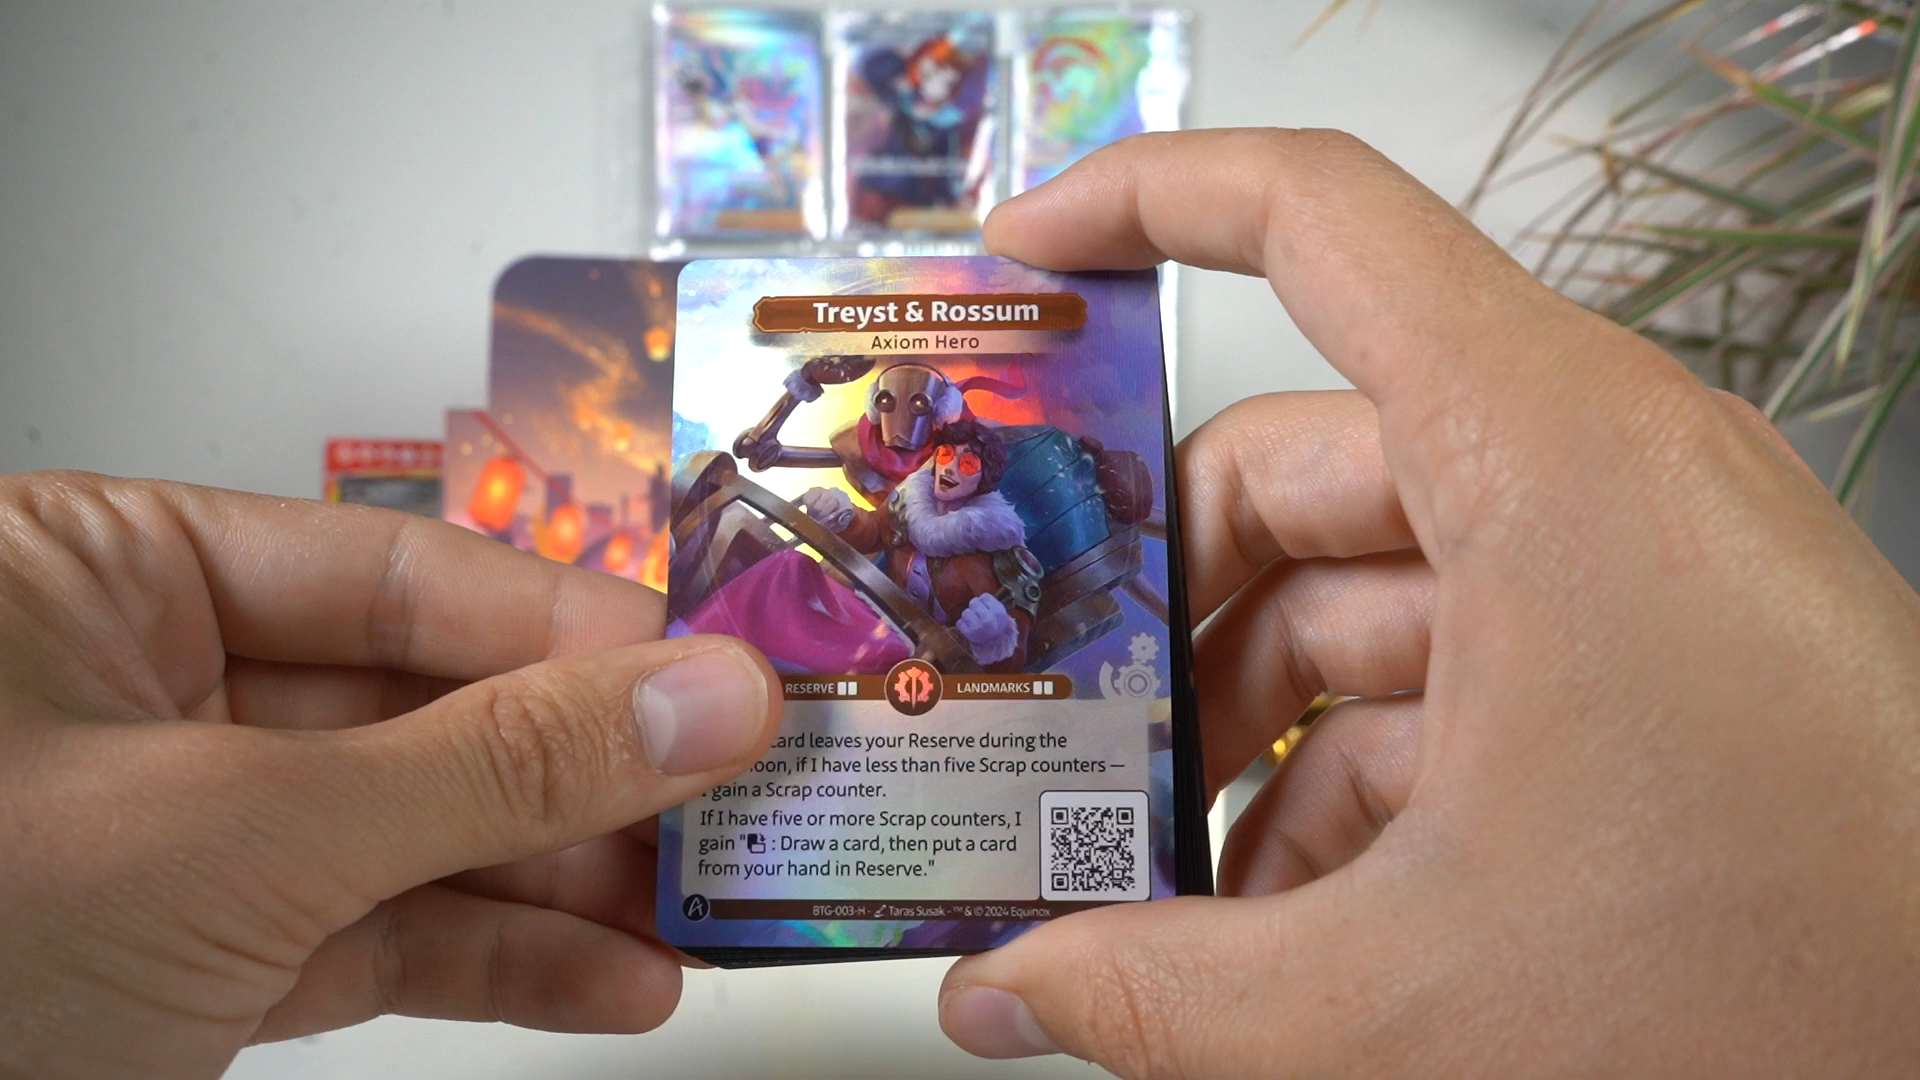 Treyst & Rossum
Axiom Hero
RESERVE
LANDMARKS
card leaves your Reserve during the
oon, if I have less than five Scrap counters —
I gain a Scrap counter.
If I have five or more Scrap counters, I
gain " : Draw a card, then put a card
from your hand in Reserve."
BTG-003-H - Taras Susak - ™ & © 2024 Equinox